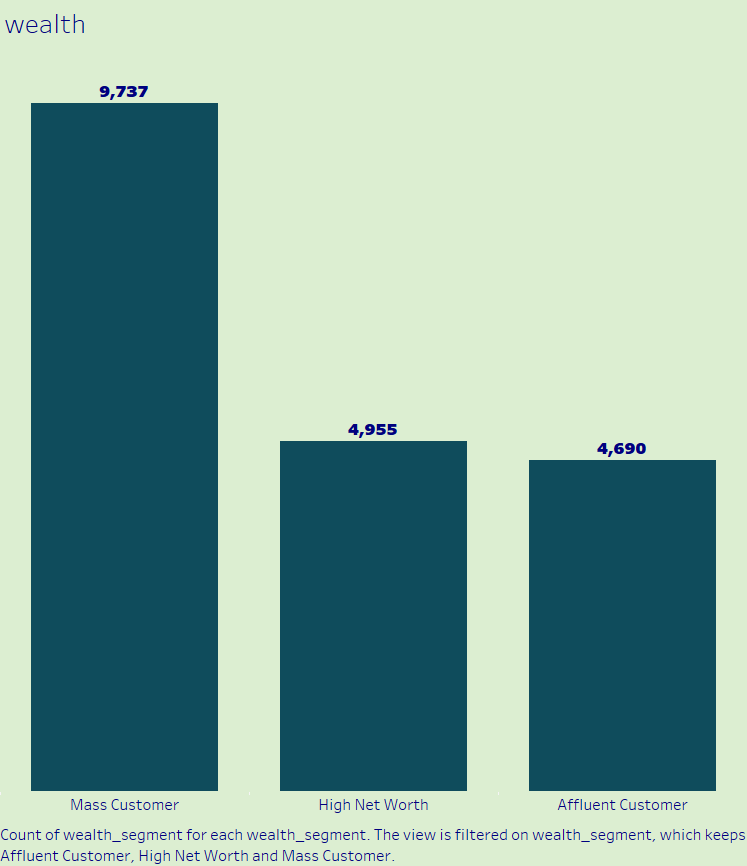 wealth
9,737
4,955
4,690
Mass Customer
High Net Worth
Affluent Customer
Count of wealth_segment for each wealth_segment. The view is filtered on wealth_segment, which keeps
Affluent Customer, High Net Worth and Mass Customer.